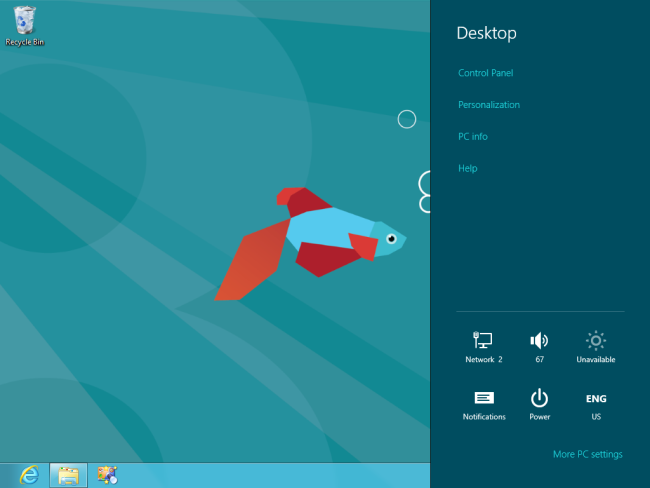 Recycle Bin
Desktop
Control Panel
Personalization
PC info
Help
Network 2
67
Unavailable
Notifications
Power
ENG
US
More PC settings